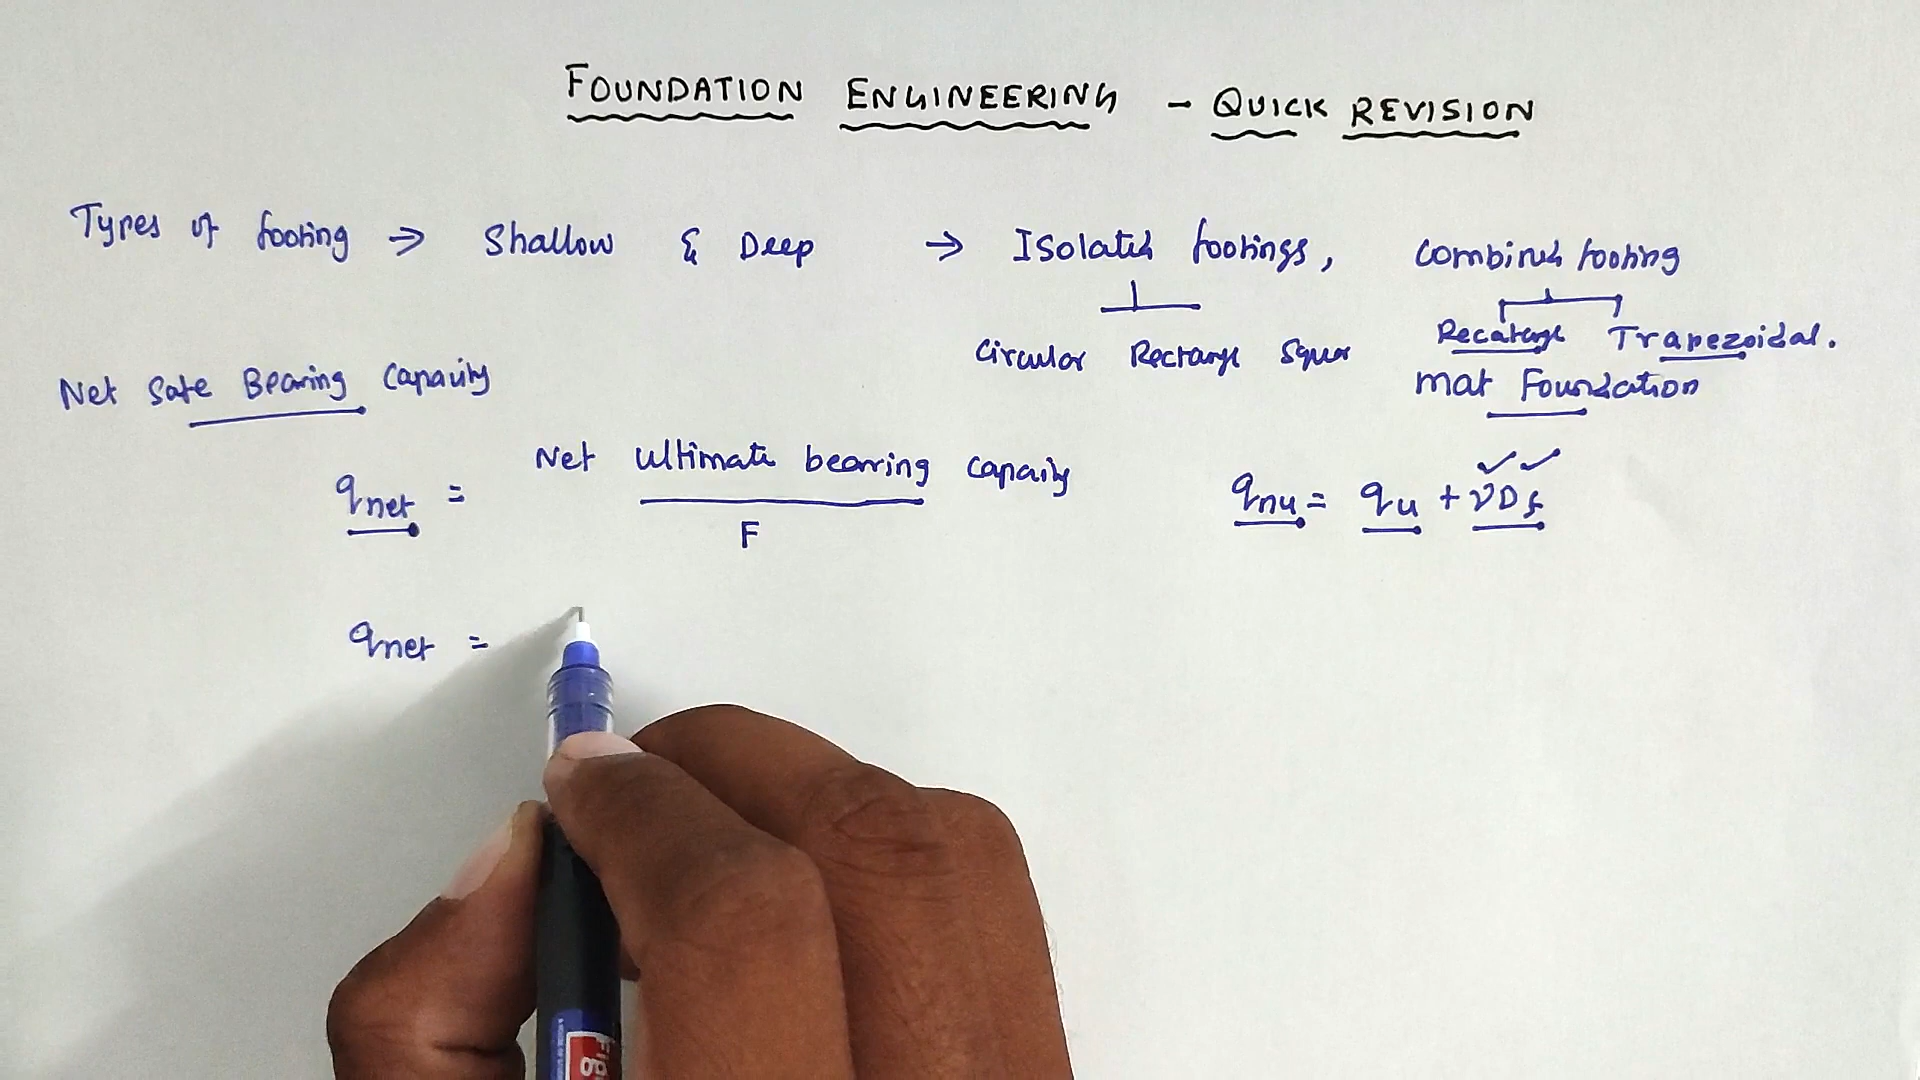 FOUNDATION ENGINEERING - QUICK REVISION
Types of footing → Shallow & Deep → Isolated footings, Combined footing
Circular Rectangle Square
Recatangle Trapezoidal.
mat Foundation
Net Safe Bearing Capacity
qnet = Net ultimate bearing capacity
F
qnu = qu + γDf
qnet =